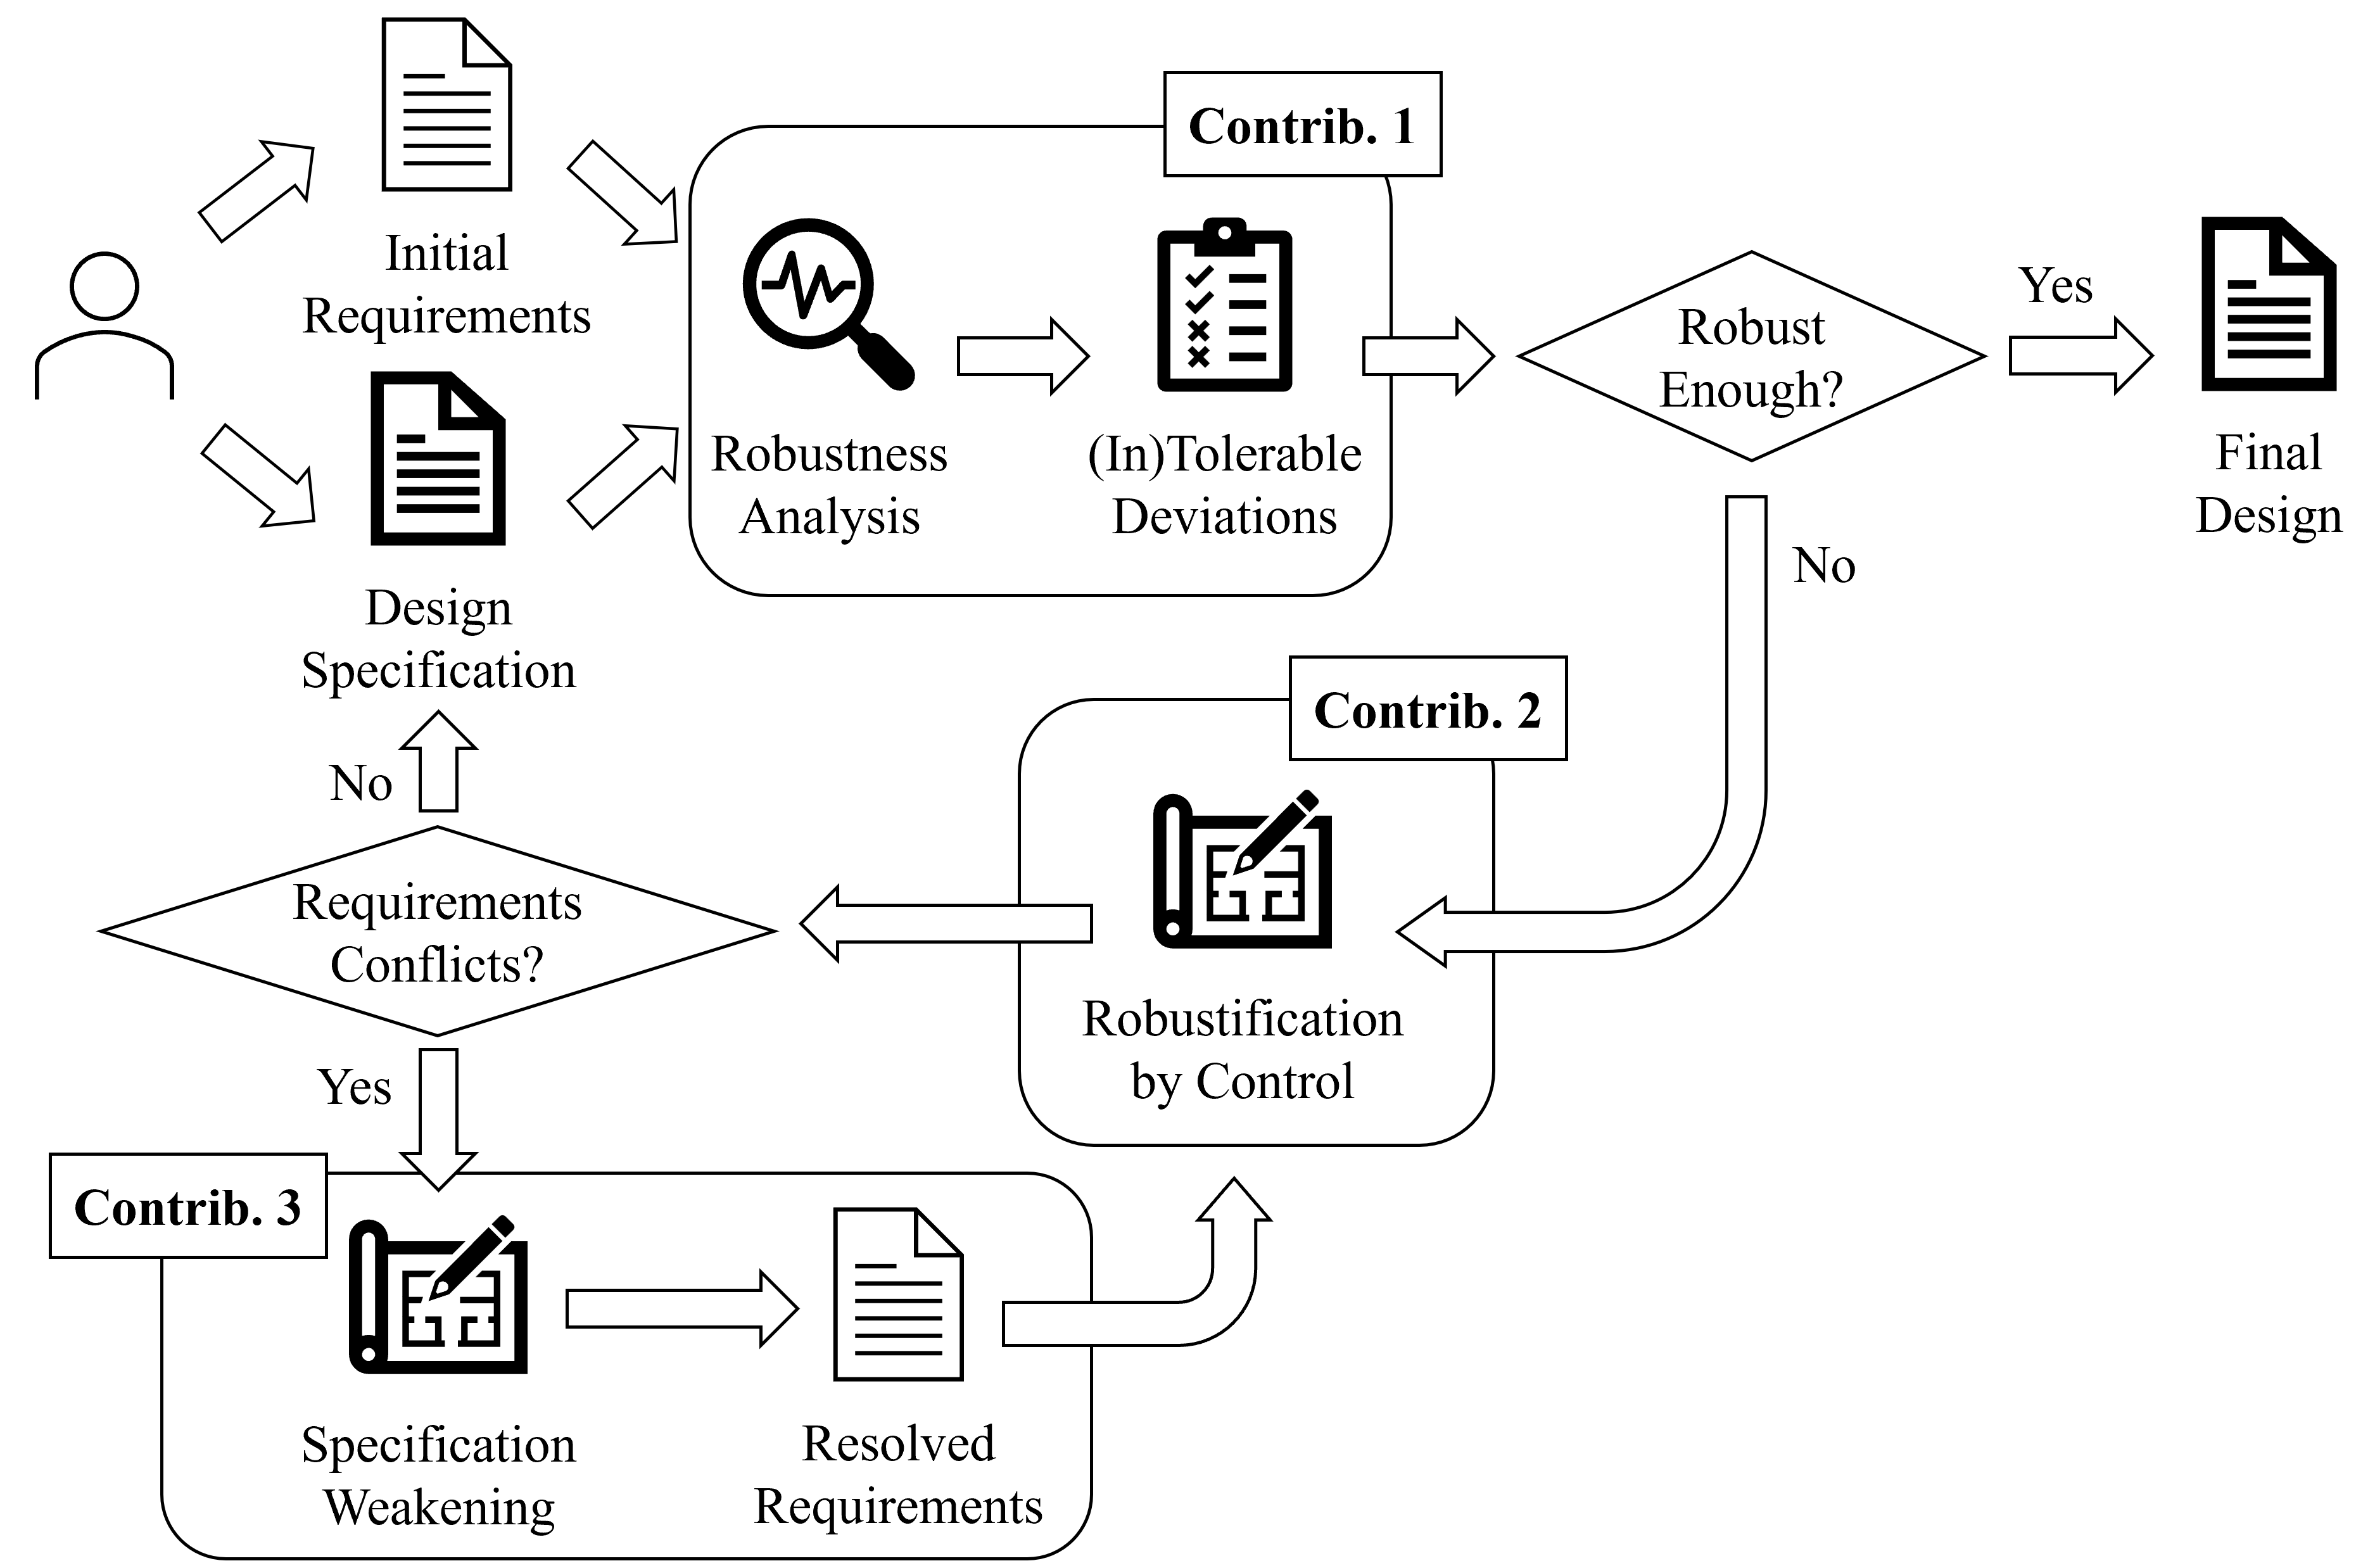 Initial
Requirements
Design
Specification
Contrib. 1
Robustness
Analysis
(In)Tolerable
Deviations
Robust
Enough?
Yes
Final
Design
No
Contrib. 2
Robustification
by Control
Requirements
Conflicts?
No
Yes
Contrib. 3
Specification
Weakening
Resolved
Requirements